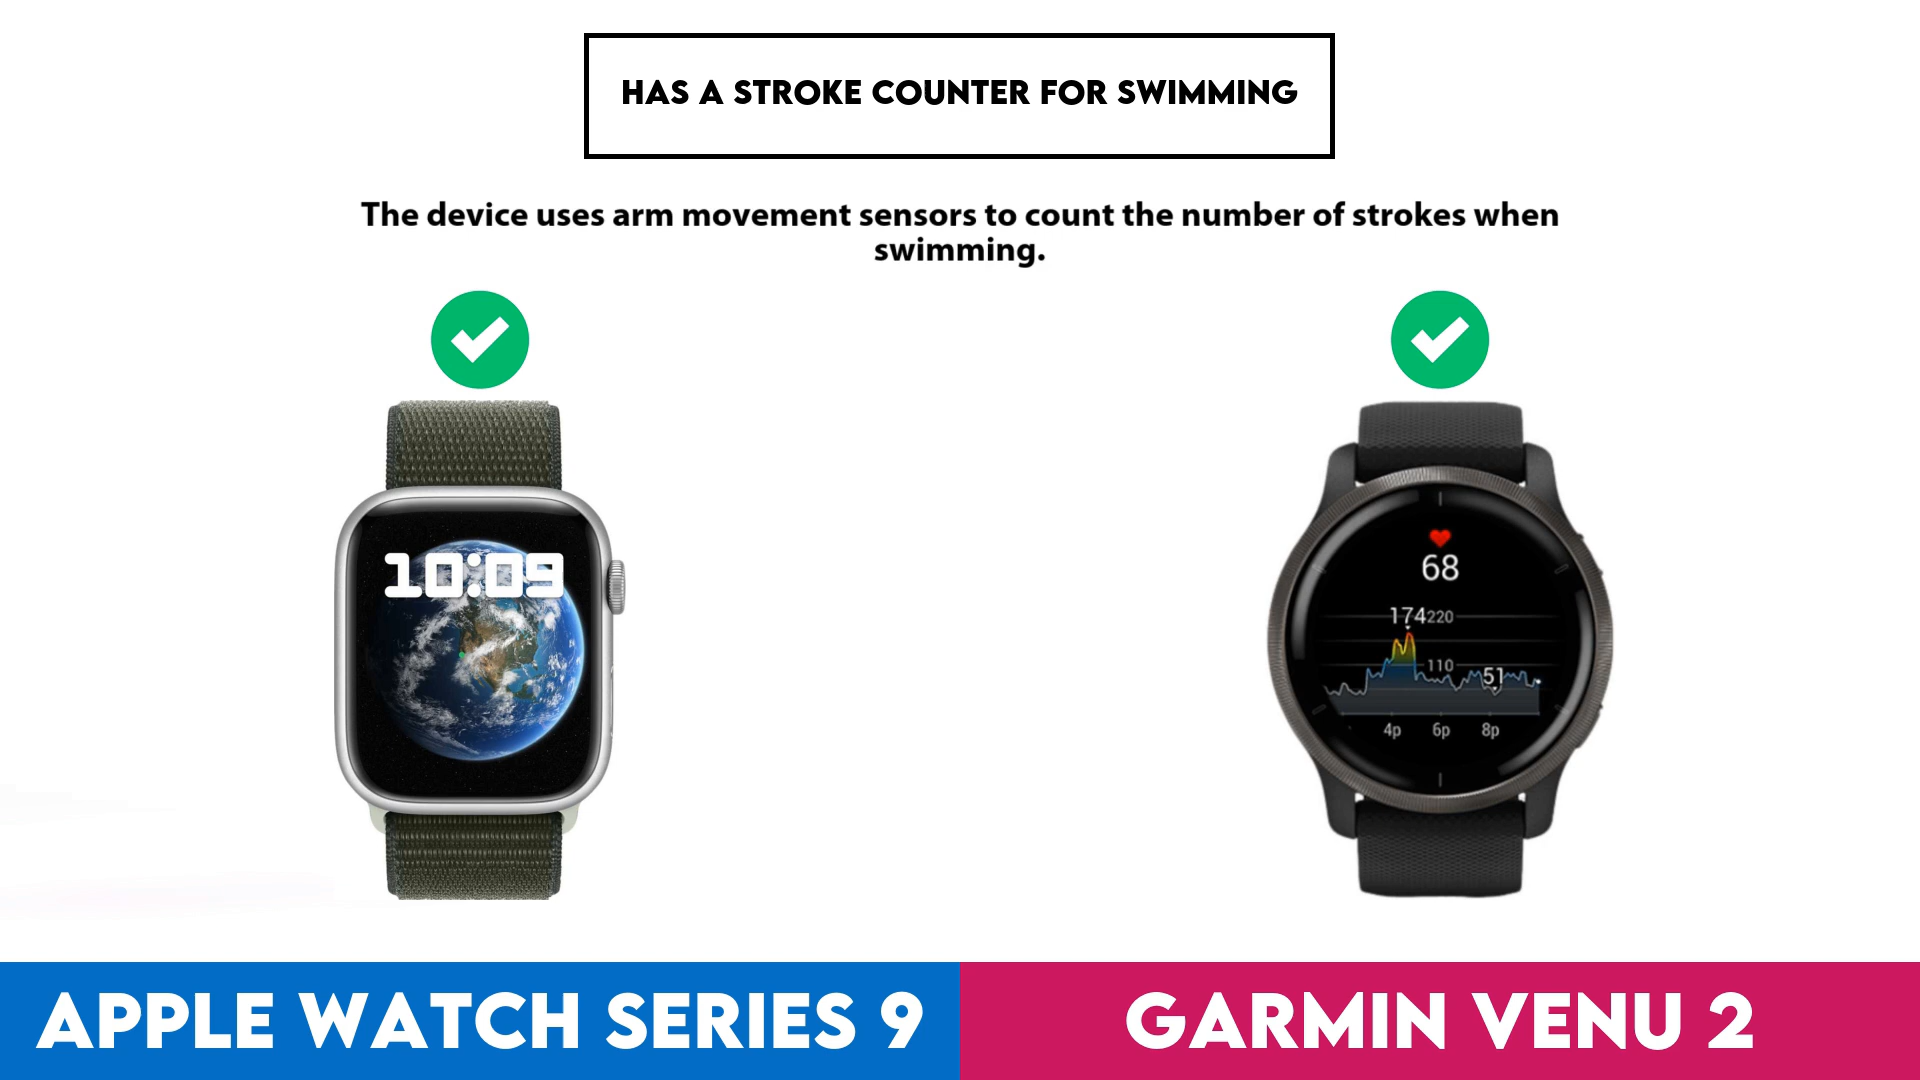 HAS A STROKE COUNTER FOR SWIMMING
The device uses arm movement sensors to count the number of strokes when
swimming.
10:09
68
174 220
110
51
4p 6p 8p
APPLE WATCH SERIES 9
GARMIN VENU 2